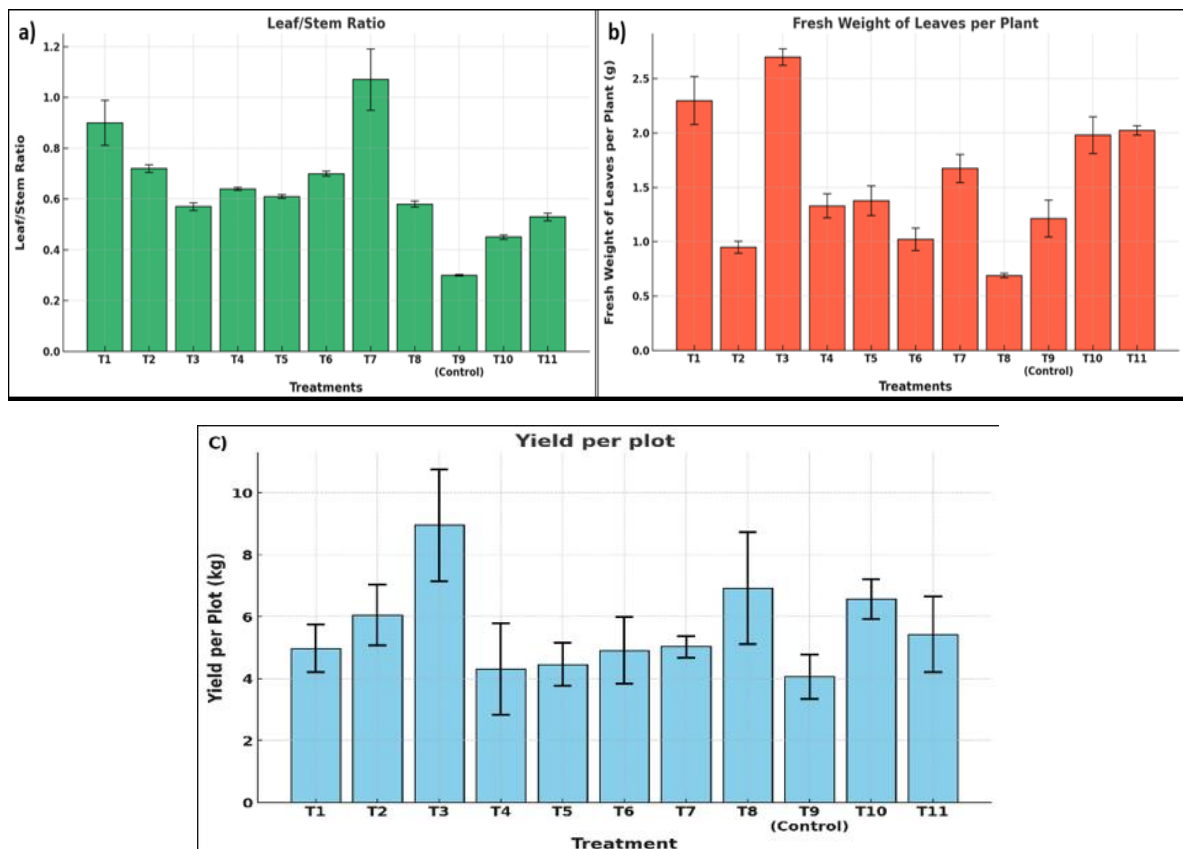 a)
Leaf/Stem Ratio
Leaf/Stem Ratio
1.2
1.0
0.8
0.6
0.4
0.2
0.0
T1 T2 T3 T4 T5 T6 T7 T8 T9 T10 T11
(Control)
Treatments
b)
Fresh Weight of Leaves per Plant
Fresh Weight of Leaves per Plant (g)
2.5
2.0
1.5
1.0
0.5
0.0
T1 T2 T3 T4 T5 T6 T7 T8 T9 T10 T11
(Control)
Treatments
C)
Yield per plot
Yield per Plot (kg)
10
8
6
4
2
0
T1 T2 T3 T4 T5 T6 T7 T8 T9 T10 T11
(Control)
Treatment